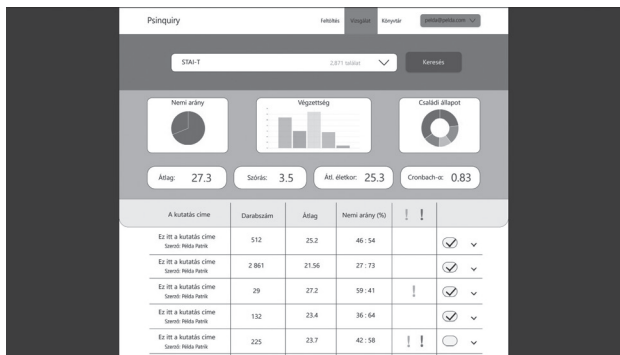 Psinquiry
Feltöltés Vizsgálat Könyvtár pelda@pelda.com
STAI-T 2.871 találat Keresés
Nemi arány Végzettség Családi állapot
Átlag: 27.3 Szórás: 3.5 Átl. életkor: 25.3 Cronbach-α: 0.83
A kutatás címe Darabszám Átlag Nemi arány (%) ! !
Ez itt a kutatás címe
Szerző: Példa Patrik 512 25.2 46 : 54
Ez itt a kutatás címe
Szerző: Példa Patrik 2 861 21.56 27 : 73
Ez itt a kutatás címe
Szerző: Példa Patrik 29 27.2 59 : 41 !
Ez itt a kutatás címe
Szerző: Példa Patrik 132 23.4 36 : 64
Ez itt a kutatás címe
Szerző: Példa Patrik 225 23.7 42 : 58 ! !